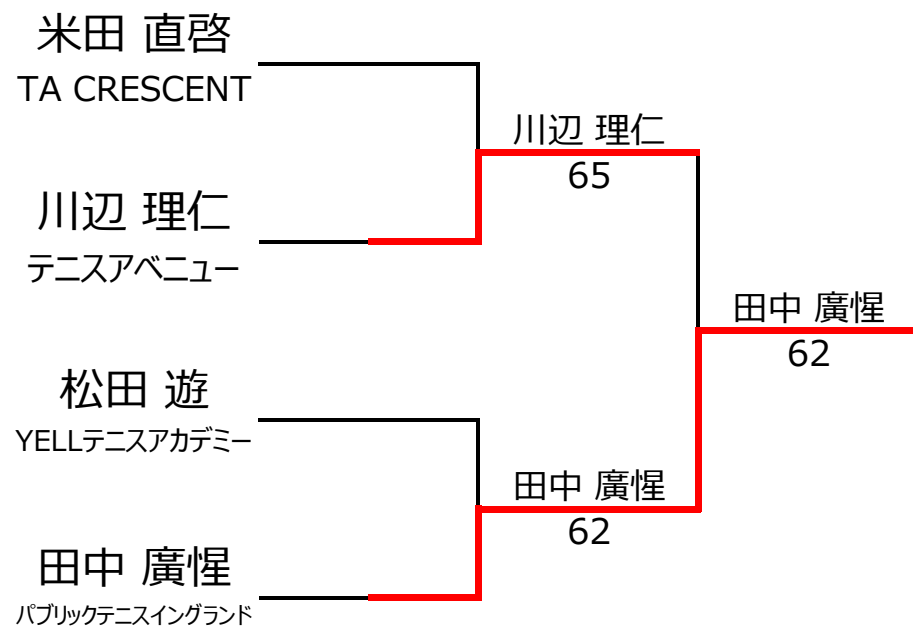 米田 直啓
TA CRESCENT
川辺 理仁
65
川辺 理仁
テニスアベニュー
田中 廣惺
62
松田 遊
YELLテニスアカデミー
田中 廣惺
62
田中 廣惺
パブリックテニスイングランド